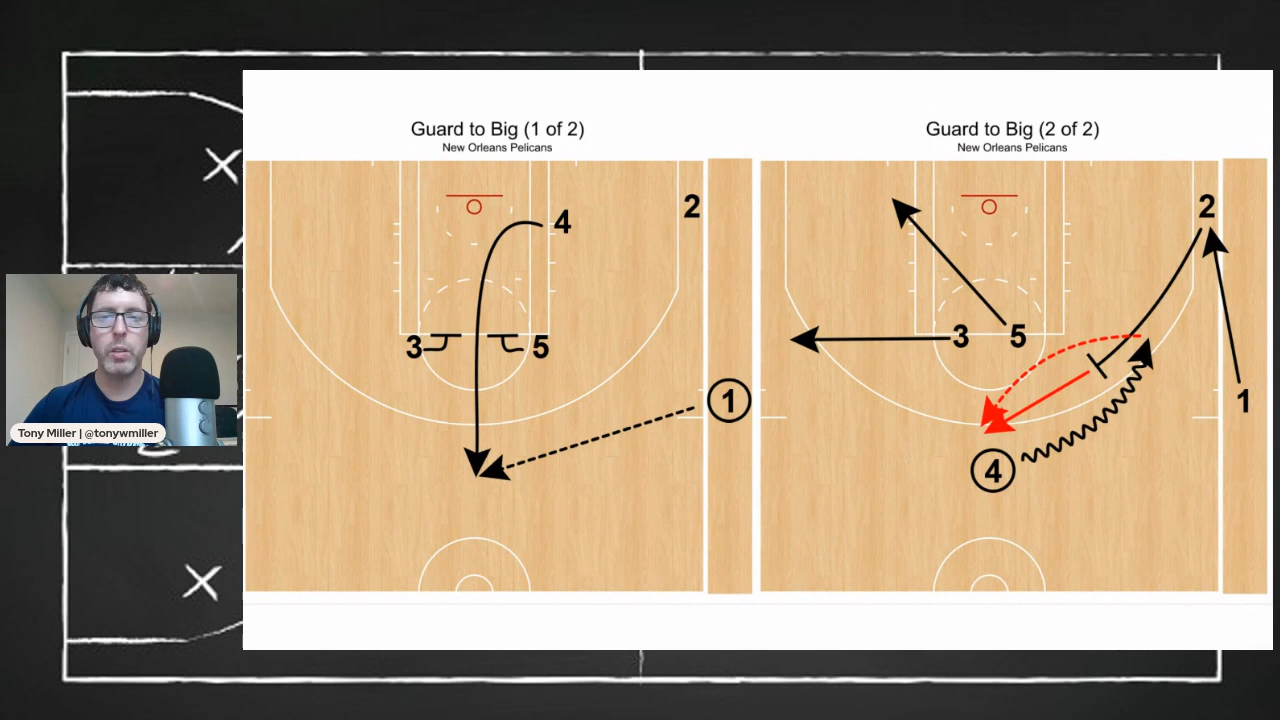 Guard to Big (1 of 2)
New Orleans Pelicans
4
2
3
5
1
Guard to Big (2 of 2)
New Orleans Pelicans
2
3
5
1
4
Tony Miller | @tonywmiller